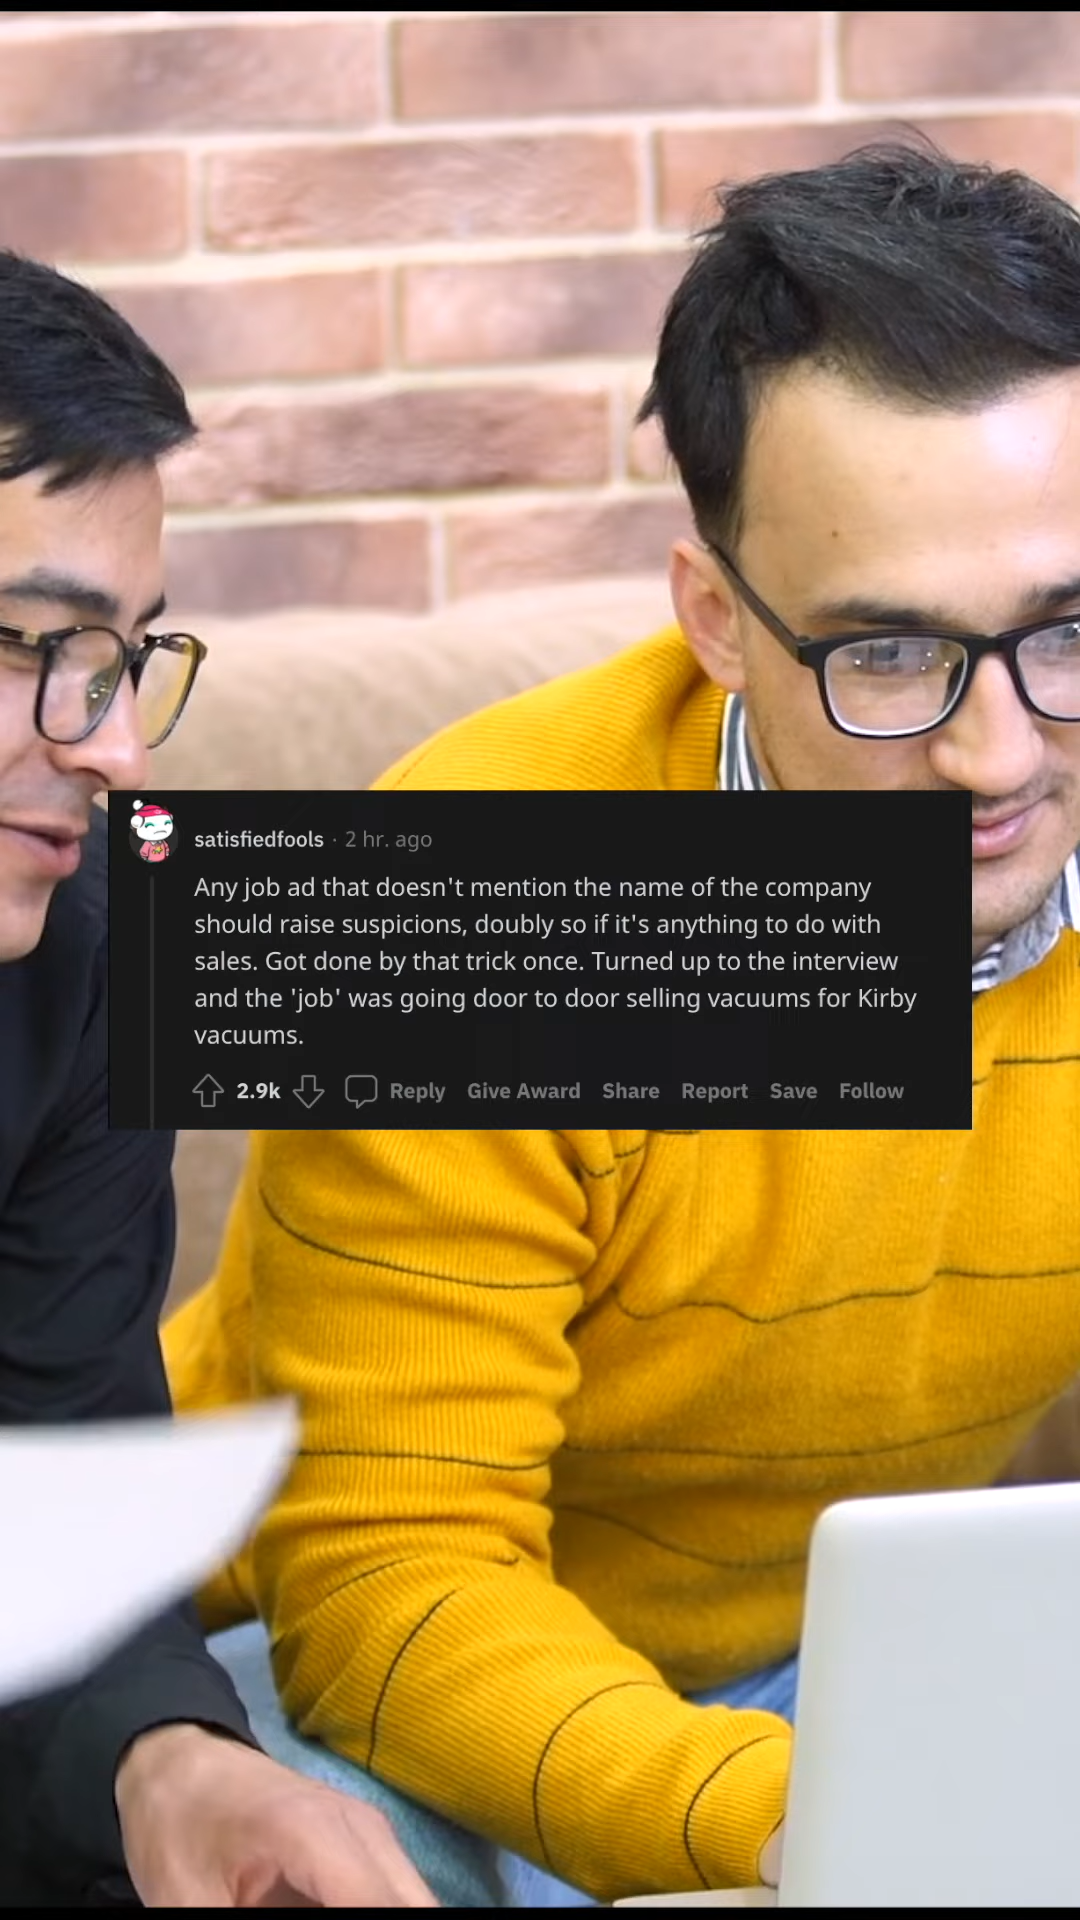 satisfiedfools · 2 hr. ago
Any job ad that doesn't mention the name of the company
should raise suspicions, doubly so if it's anything to do with
sales. Got done by that trick once. Turned up to the interview
and the 'job' was going door to door selling vacuums for Kirby
vacuums.
2.9k Reply Give Award Share Report Save Follow